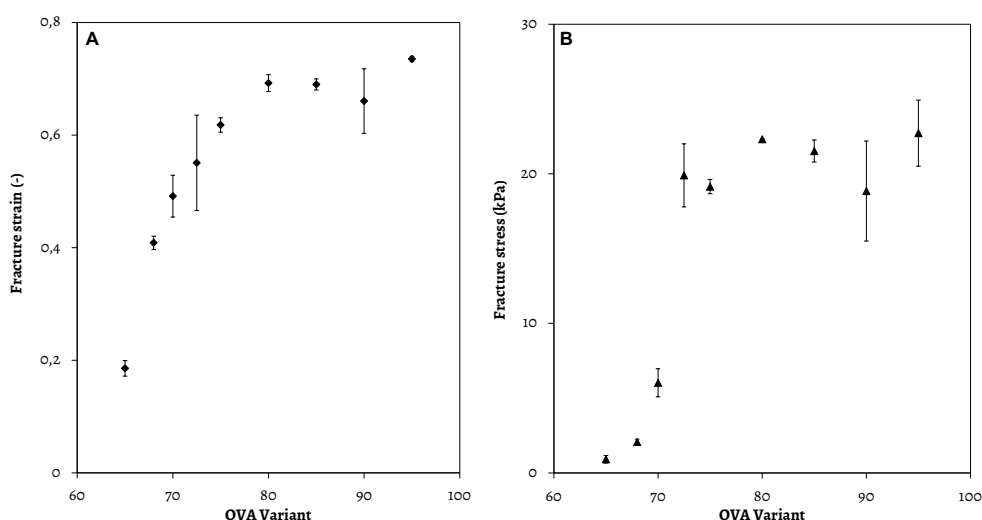 A
Fracture strain (-)
0,8
0,6
0,4
0,2
0
60 70 80 90 100
OVA Variant
B
Fracture stress (kPa)
30
20
10
0
60 70 80 90 100
OVA Variant